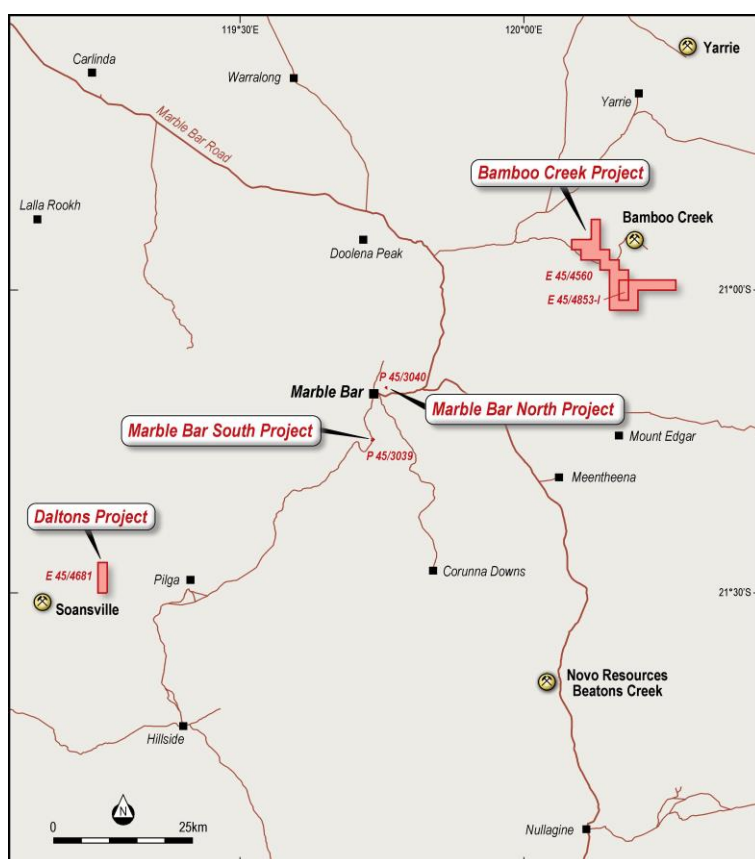 119°30'E
120°00'E
Carlinda
Warralong
Yarrie
Yarrie
Marble Bar Road
Bamboo Creek Project
Lalla Rookh
Doolena Peak
Bamboo Creek
E 45/4560
E 45/4853-I
21°00'S
P 45/3040
Marble Bar
Marble Bar North Project
Marble Bar South Project
Mount Edgar
P 45/3039
Meentheena
Daltons Project
E 45/4681
Pilga
Corunna Downs
21°30'S
Soansville
Novo Resources
Beatons Creek
Hillside
N
0
25km
Nullagine